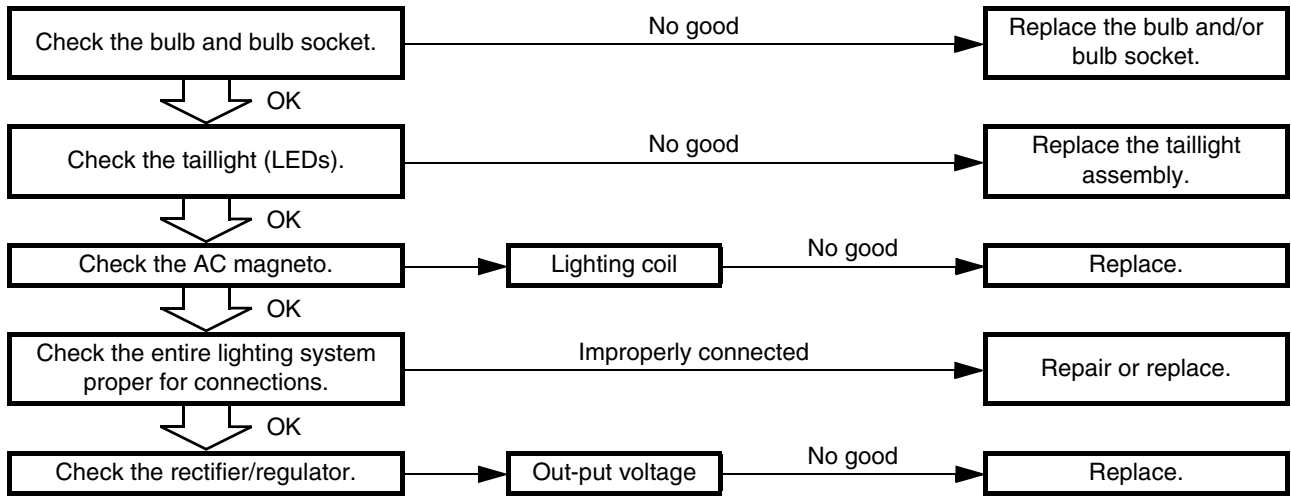 Check the bulb and bulb socket.
No good
Replace the bulb and/or
bulb socket.
OK
Check the taillight (LEDs).
No good
Replace the taillight
assembly.
OK
Check the AC magneto.
Lighting coil
No good
Replace.
OK
Check the entire lighting system
proper for connections.
Improperly connected
Repair or replace.
OK
Check the rectifier/regulator.
Out-put voltage
No good
Replace.